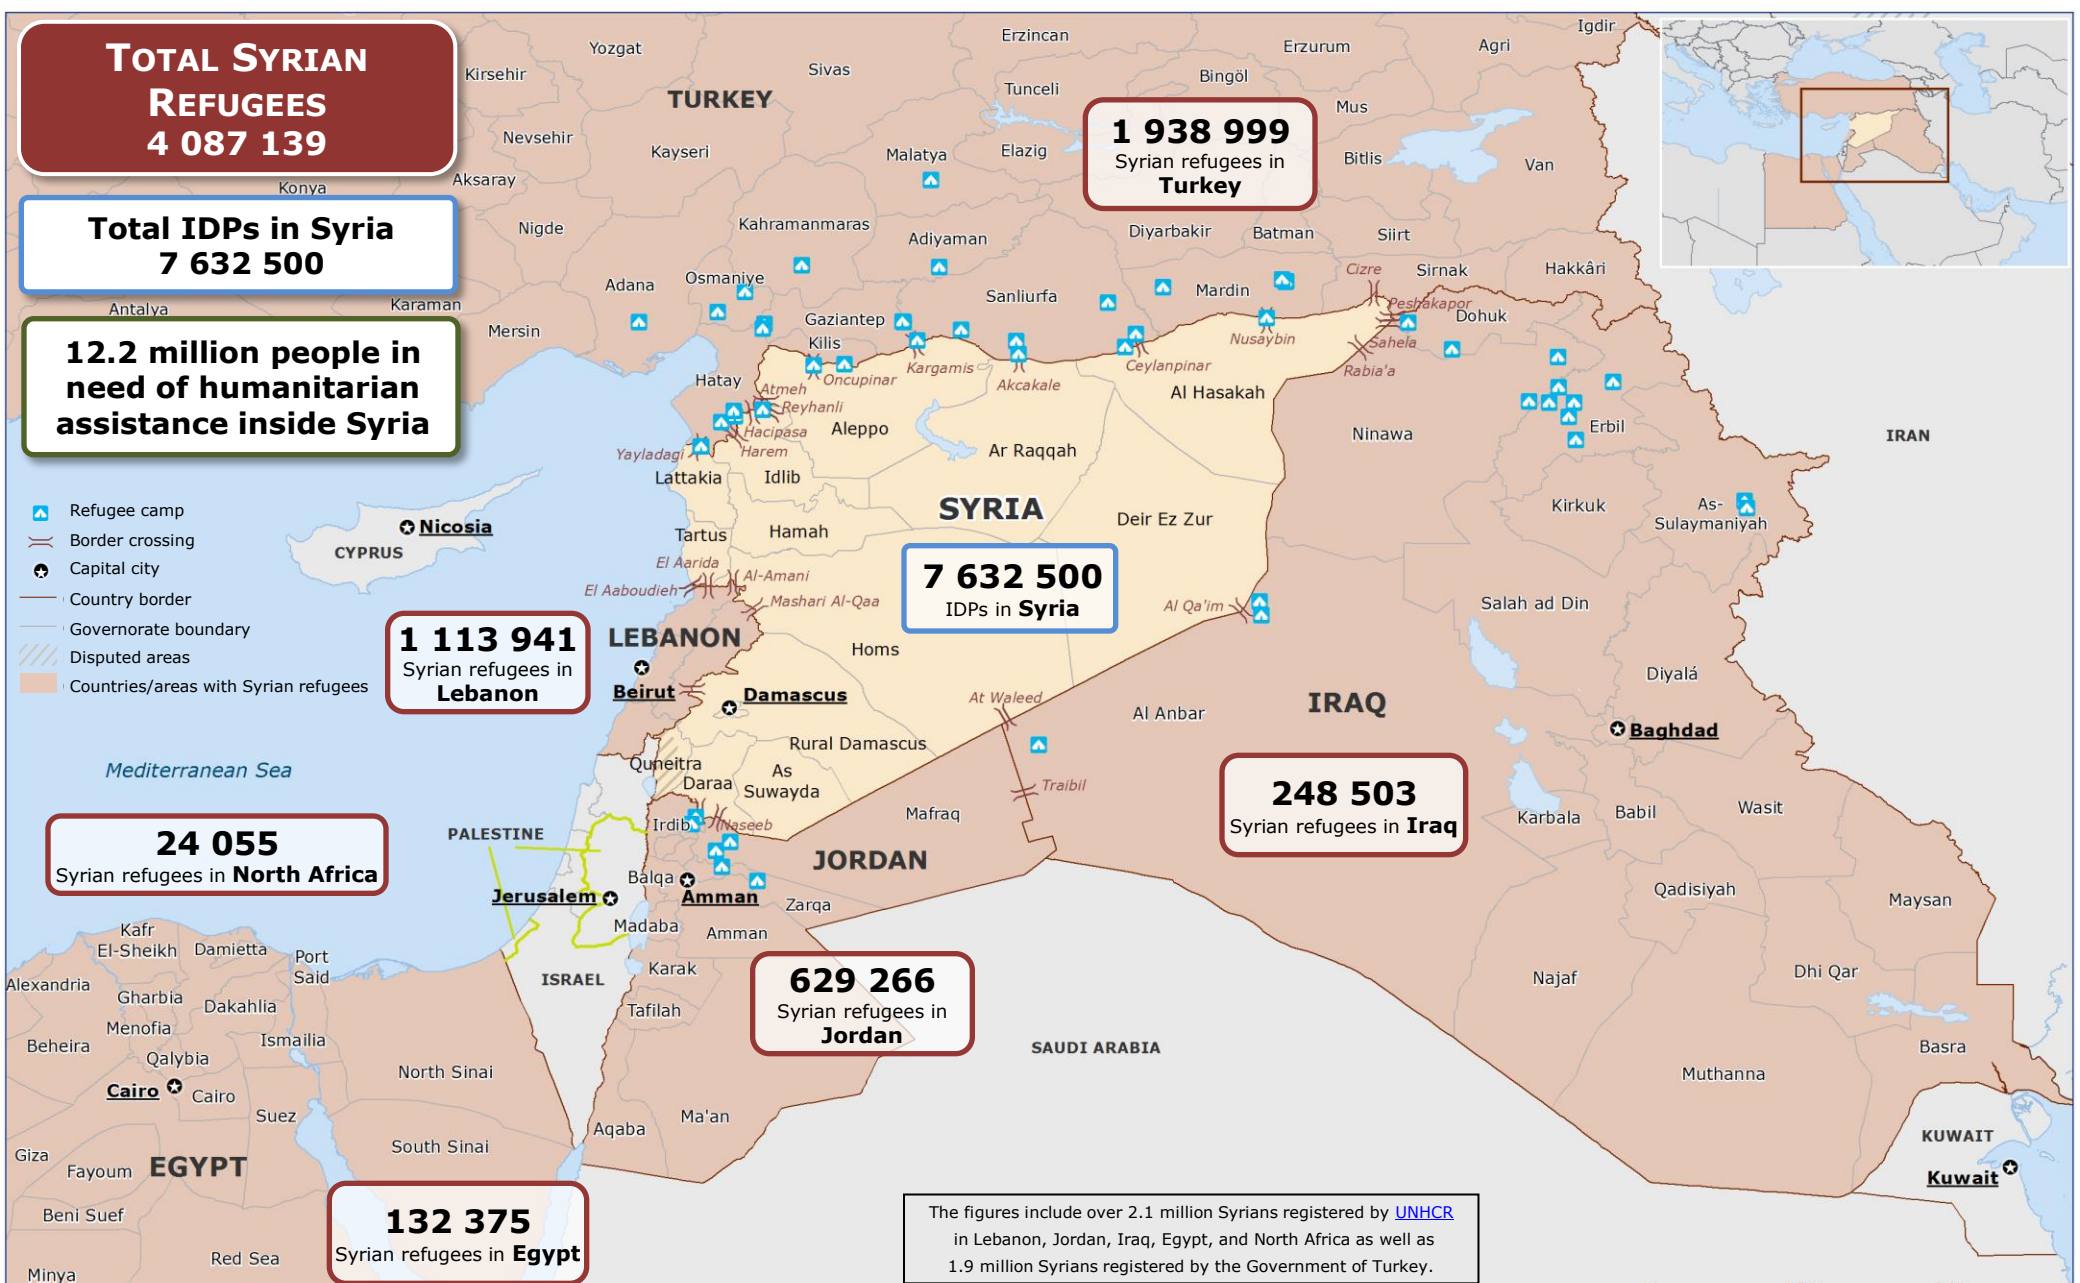 TOTAL SYRIAN
REFUGEES
4 087 139
Total IDPs in Syria
7 632 500
12.2 million people in
need of humanitarian
assistance inside Syria
Refugee camp
Border crossing
Capital city
Country border
Governorate boundary
Disputed areas
Countries/areas with Syrian refugees
1 938 999
Syrian refugees in
Turkey
7 632 500
IDPs in Syria
1 113 941
Syrian refugees in
Lebanon
248 503
Syrian refugees in Iraq
24 055
Syrian refugees in North Africa
629 266
Syrian refugees in
Jordan
132 375
Syrian refugees in Egypt
The figures include over 2.1 million Syrians registered by UNHCR
in Lebanon, Jordan, Iraq, Egypt, and North Africa as well as
1.9 million Syrians registered by the Government of Turkey.
TURKEY
Yozgat
Kirsehir
Sivas
Erzincan
Erzurum
Agri
Igdir
Tunceli
Bingöl
Mus
Nevsehir
Kayseri
Malatya
Elazig
Bitlis
Van
Aksaray
Konya
Nigde
Kahramanmaras
Adiyaman
Diyarbakir
Batman
Siirt
Sirnak
Hakkâri
Adana
Osmaniye
Sanliurfa
Mardin
Antalya
Karaman
Mersin
Gaziantep
Kilis
Hatay
Cizre
Peshakapor
Dohuk
Sahela
Rabia'a
Nusaybin
Ceylanpinar
Akcakale
Kargamis
Oncupinar
Atmeh
Reyhanli
Hacipasa
Harem
Yayladagi
Al Hasakah
Aleppo
Ar Raqqah
Lattakia
Idlib
SYRIA
Deir Ez Zur
Tartus
Hamah
El Aarida
El Aaboudieh
Al-Amani
Mashari Al-Qaa
Homs
Al Qa'im
At Waleed
LEBANON
Beirut
Damascus
Rural Damascus
Quneitra
Daraa
As
Suwayda
CYPRUS
Nicosia
Mediterranean Sea
Ninawa
Erbil
IRAN
Kirkuk
As-
Sulaymaniyah
Salah ad Din
Diyalá
IRAQ
Al Anbar
Baghdad
Traibil
Karbala
Babil
Wasit
Qadisiyah
Maysan
Najaf
Dhi Qar
Muthanna
Basra
KUWAIT
Kuwait
SAUDI ARABIA
Irdib
Naseeb
Mafraq
JORDAN
PALESTINE
Jerusalem
Balqa
Amman
Zarqa
Madaba
Amman
Karak
Tafilah
ISRAEL
Ma'an
Aqaba
Kafr
El-Sheikh
Damietta
Port
Said
Alexandria
Gharbia
Dakahlia
Menofia
Beheira
Ismailia
Qalybia
Cairo
Cairo
Suez
North Sinai
South Sinai
Giza
Fayoum
EGYPT
Beni Suef
Red Sea
Minya